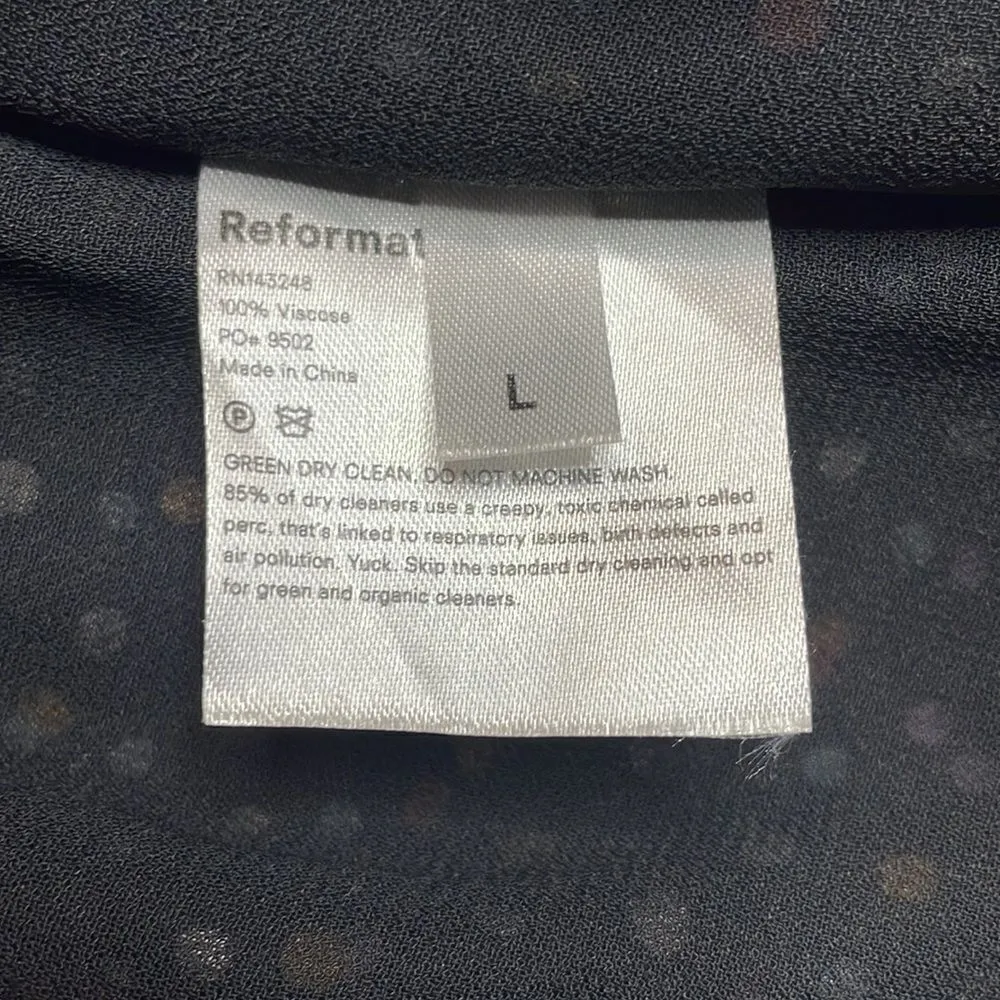 Reformat
RN143248
100% Viscose
PO# 9502
Made in China
L
P
GREEN DRY CLEAN. DO NOT MACHINE WASH.
85% of dry cleaners use a creepy, toxic chemical called
perc, that's linked to respiratory issues, birth defects and
air pollution. Yuck. Skip the standard dry cleaning and opt
for green and organic cleaners.